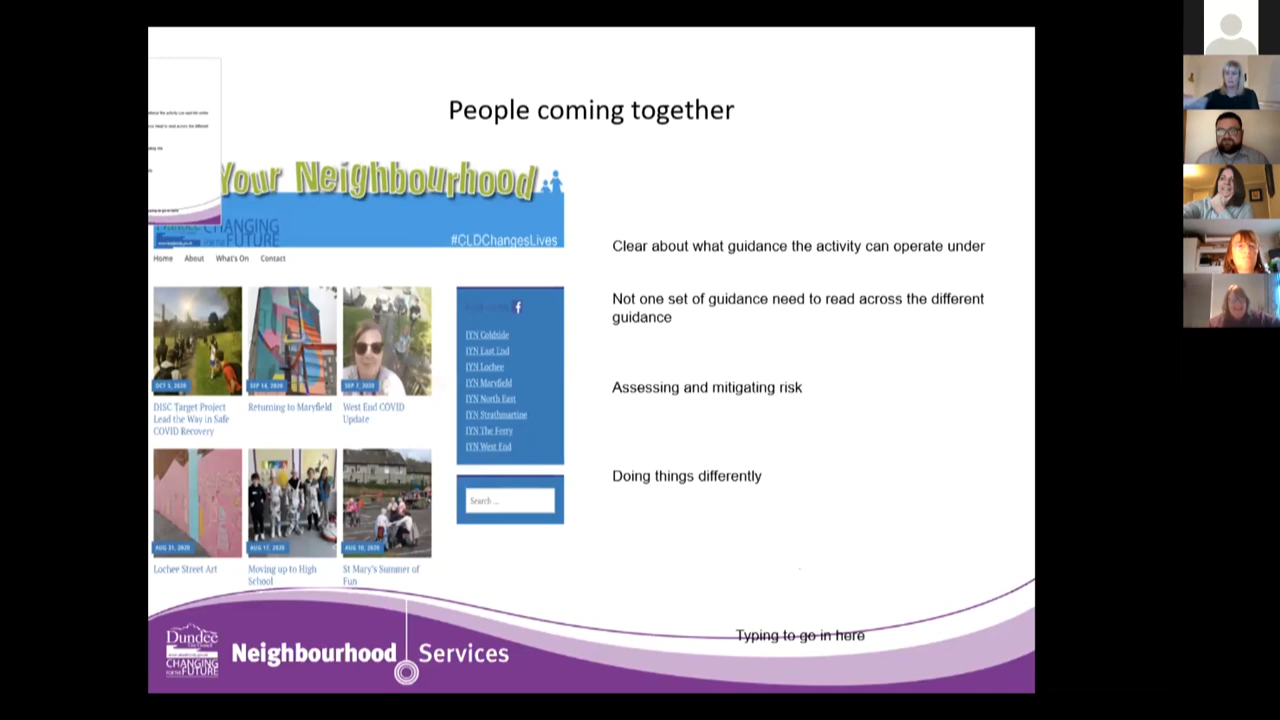 People coming together
Your Neighbourhood
CHANGING
FOR THE FUTURE
#CLDChangesLives
Home About What's On Contact
Clear about what guidance the activity can operate under
Not one set of guidance need to read across the different
guidance
Assessing and mitigating risk
Doing things differently
OCT 5, 2020
DISC Target Project
Lead the Way in Safe
COVID Recovery
SEP 14, 2020
Returning to Maryfield
SEP 7, 2020
West End COVID
Update
IYN Coldside
IYN East End
IYN Lochee
IYN Maryfield
IYN North East
IYN Strathmartine
IYN The Ferry
IYN West End
Search ...
AUG 31, 2020
Lochee Street Art
AUG 17, 2020
Moving up to High
School
AUG 10, 2020
St Mary's Summer of
Fun
Typing to go in here
Dundee
City Council
CHANGING
FOR THE FUTURE
Neighbourhood Services